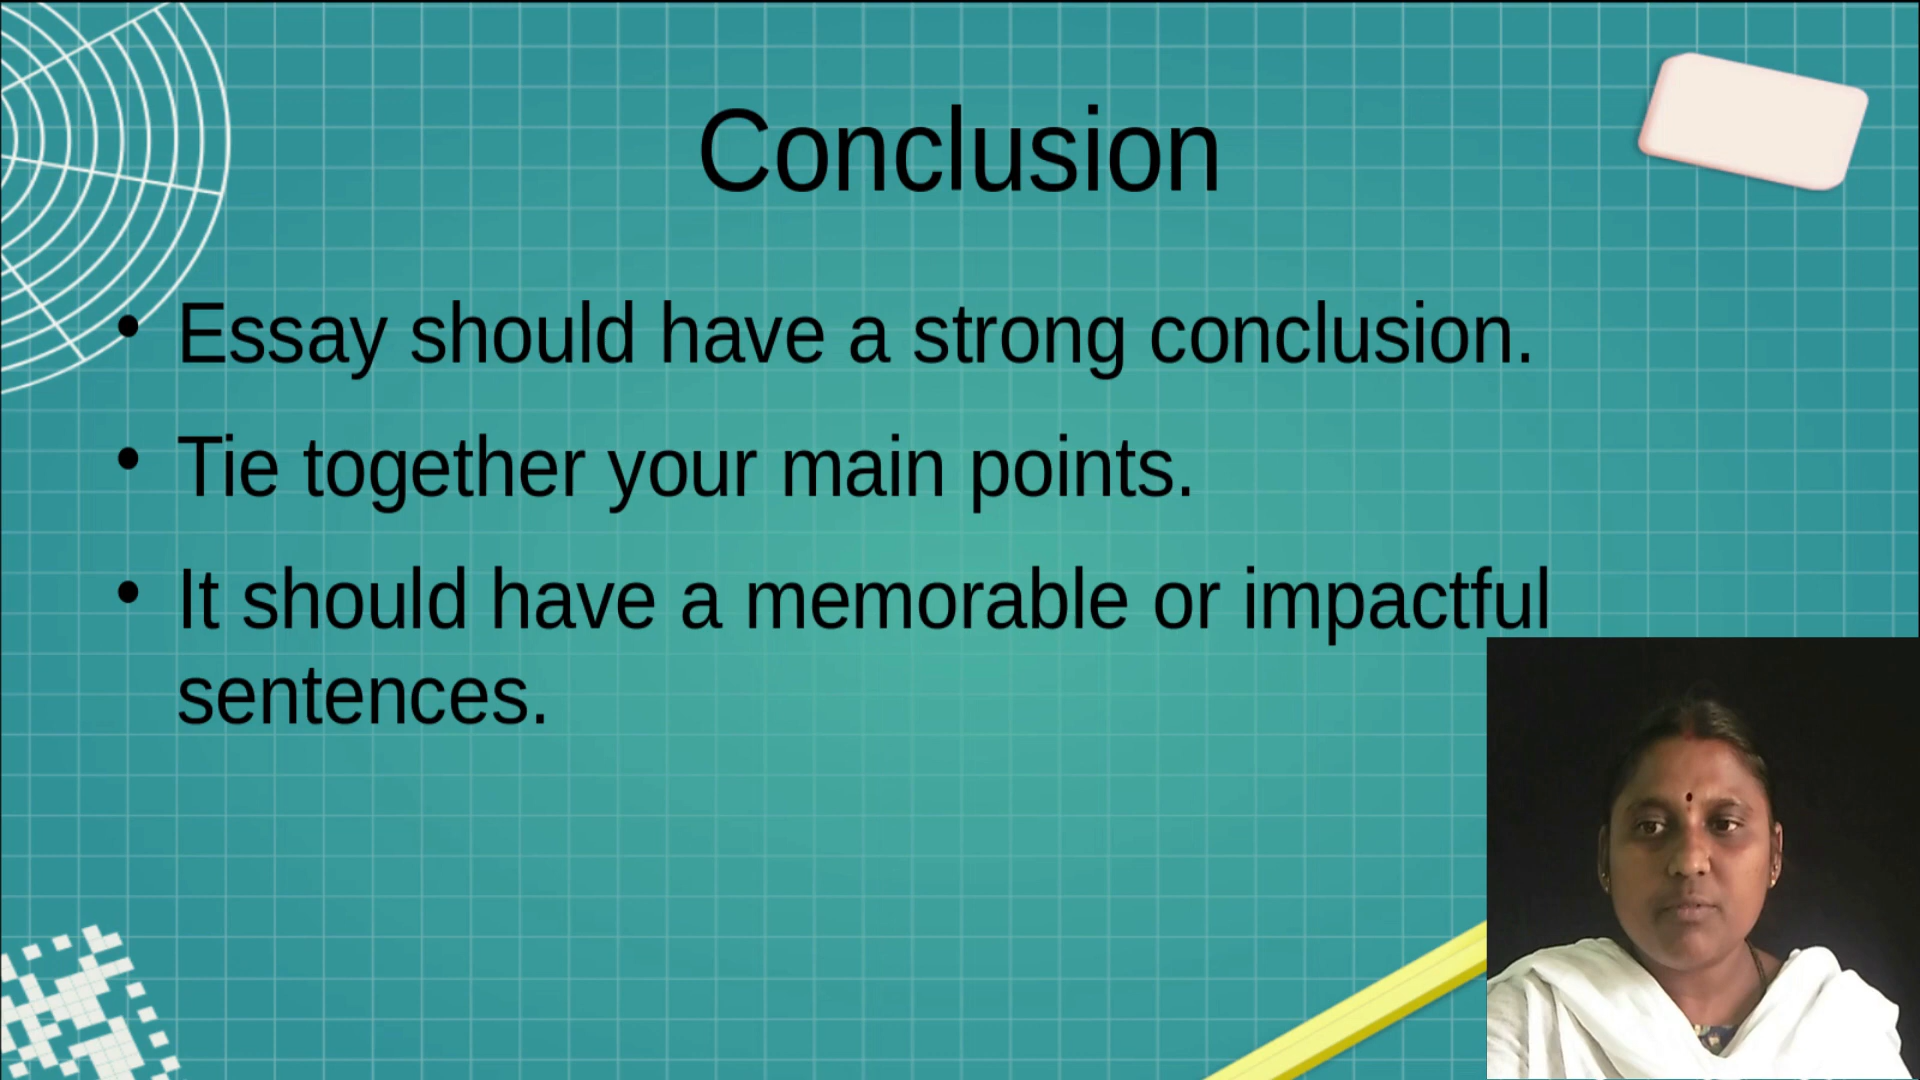 Conclusion
• Essay should have a strong conclusion.
• Tie together your main points.
• It should have a memorable or impactful
sentences.